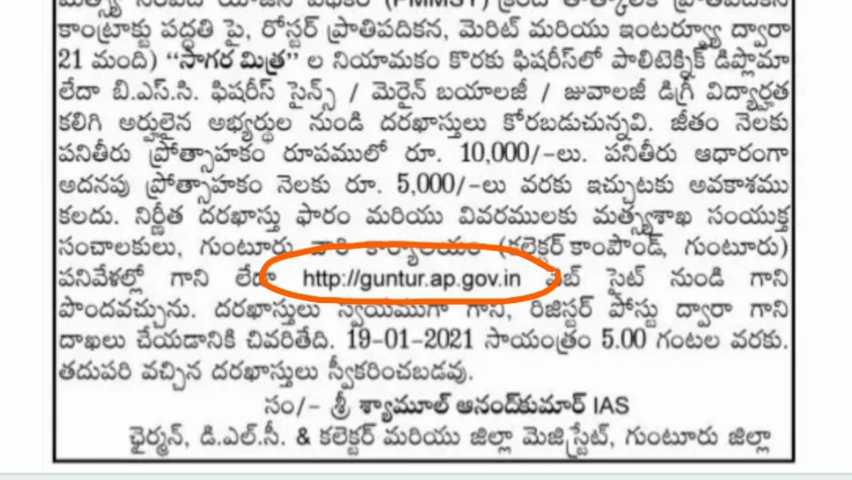 మత్స్య సంపద యోజన పథకం (PMMSY) క్రింద తాత్కాలిక ప్రాతిపదికన
కాంట్రాక్టు పద్ధతి పై, రోస్టర్ ప్రాతిపదికన, మెరిట్ మరియు ఇంటర్వ్యూ ద్వారా
21 మంది) “సాగర మిత్ర” ల నియామకం కొరకు ఫిషరీస్‌లో పాలిటెక్నిక్ డిప్లొమా
లేదా బి.ఎస్.సి. ఫిషరీస్ సైన్స్ / మెరైన్ బయాలజీ / జువాలజీ డిగ్రీ విద్యార్హత
కలిగి అర్హులైన అభ్యర్థుల నుండి దరఖాస్తులు కోరబడుచున్నవి. జీతం నెలకు
పనితీరు ప్రోత్సాహకం రూపములో రూ. 10,000/-లు. పనితీరు ఆధారంగా
అదనపు ప్రోత్సాహకం నెలకు రూ. 5,000/-లు వరకు ఇచ్చుటకు అవకాశము
కలదు. నిర్ణీత దరఖాస్తు ఫారం మరియు వివరములకు మత్స్యశాఖ సంయుక్త
సంచాలకులు, గుంటూరు వారి కార్యాలయం (కలెక్టర్ కాంపౌండ్, గుంటూరు)
పనివేళల్లో గాని లేదా http://guntur.ap.gov.in వెబ్ సైట్ నుండి గాని
పొందవచ్చును. దరఖాస్తులు స్వయముగా గాని, రిజిస్టర్ పోస్టు ద్వారా గాని
దాఖలు చేయడానికి చివరితేది. 19-01-2021 సాయంత్రం 5.00 గంటల వరకు.
తదుపరి వచ్చిన దరఖాస్తులు స్వీకరించబడవు.
సం/- శ్రీ శ్యామూల్ ఆనంద్‌కుమార్ IAS
ఛైర్మన్, డి.ఎల్.సి. & కలెక్టర్ మరియు జిల్లా మెజిస్ట్రేట్, గుంటూరు జిల్లా